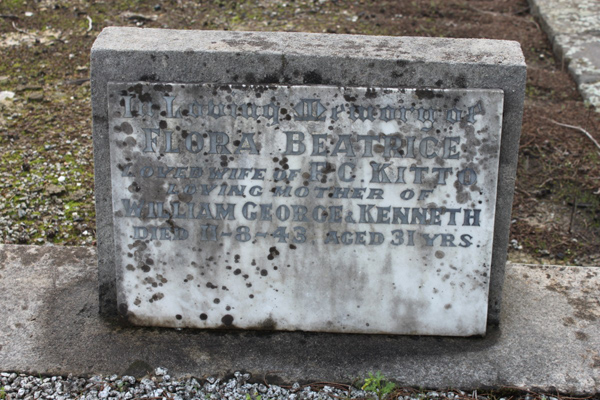 In Loving Memory of
FLORA BEATRICE
LOVED WIFE OF F. C. KITTO
LOVING MOTHER OF
WILLIAM GEORGE & KENNETH
DIED 11-8-43 AGED 31 YRS.